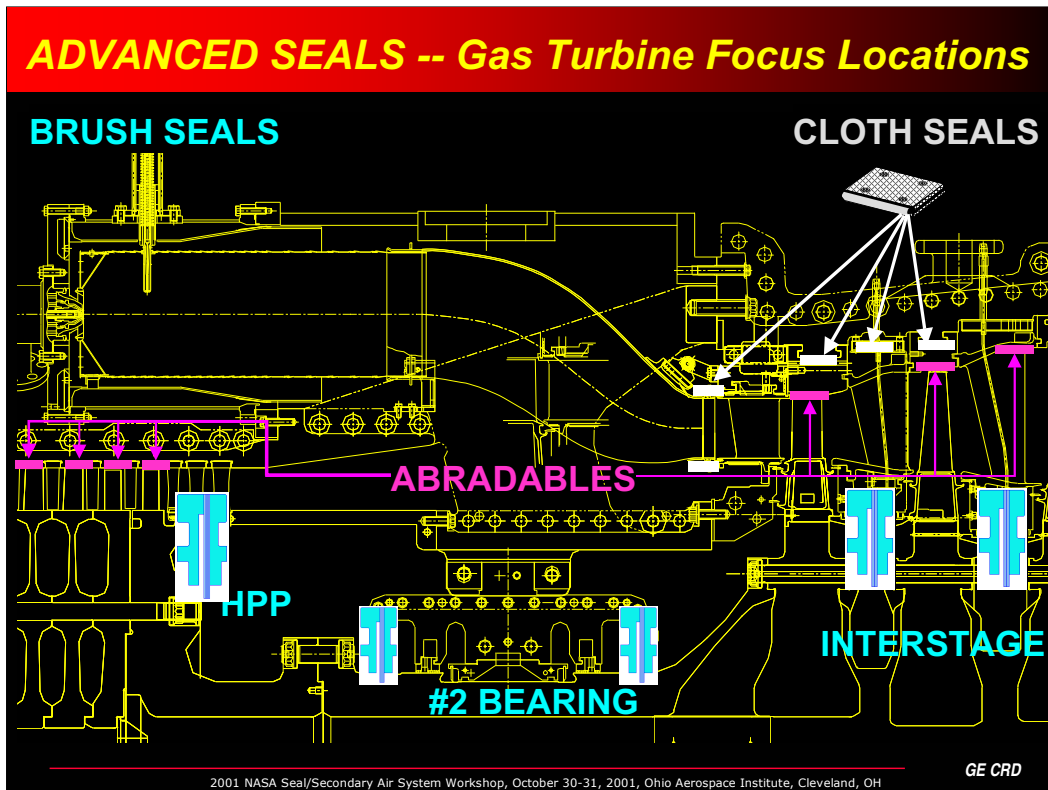 ADVANCED SEALS -- Gas Turbine Focus Locations
BRUSH SEALS
CLOTH SEALS
ABRADABLES
HPP
INTERSTAGE
#2 BEARING
GE CRD
2001 NASA Seal/Secondary Air System Workshop, October 30-31, 2001, Ohio Aerospace Institute, Cleveland, OH